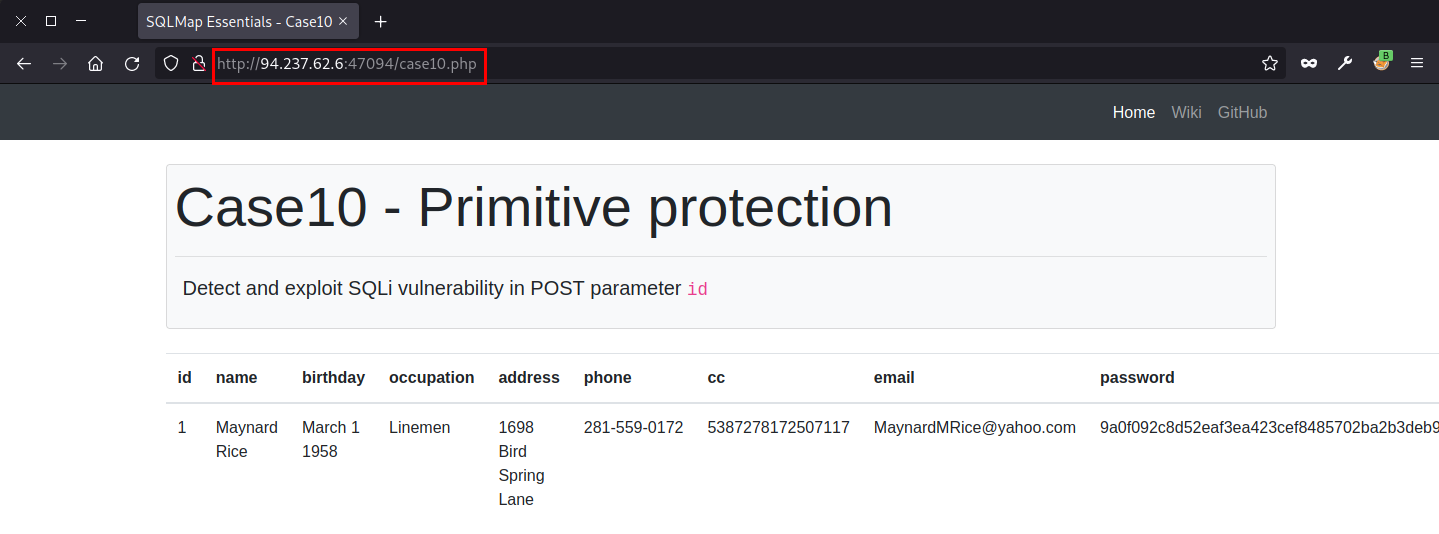 SQLMap Essentials - Case10
http://94.237.62.6:47094/case10.php
B
Home Wiki GitHub
Case10 - Primitive protection
Detect and exploit SQLi vulnerability in POST parameter id
id name birthday occupation address phone cc email password
1 Maynard March 1 Linemen 1698 281-559-0172 5387278172507117 MaynardMRice@yahoo.com 9a0f092c8d52eaf3ea423cef8485702ba2b3deb9
Rice 1958 Bird
Spring
Lane